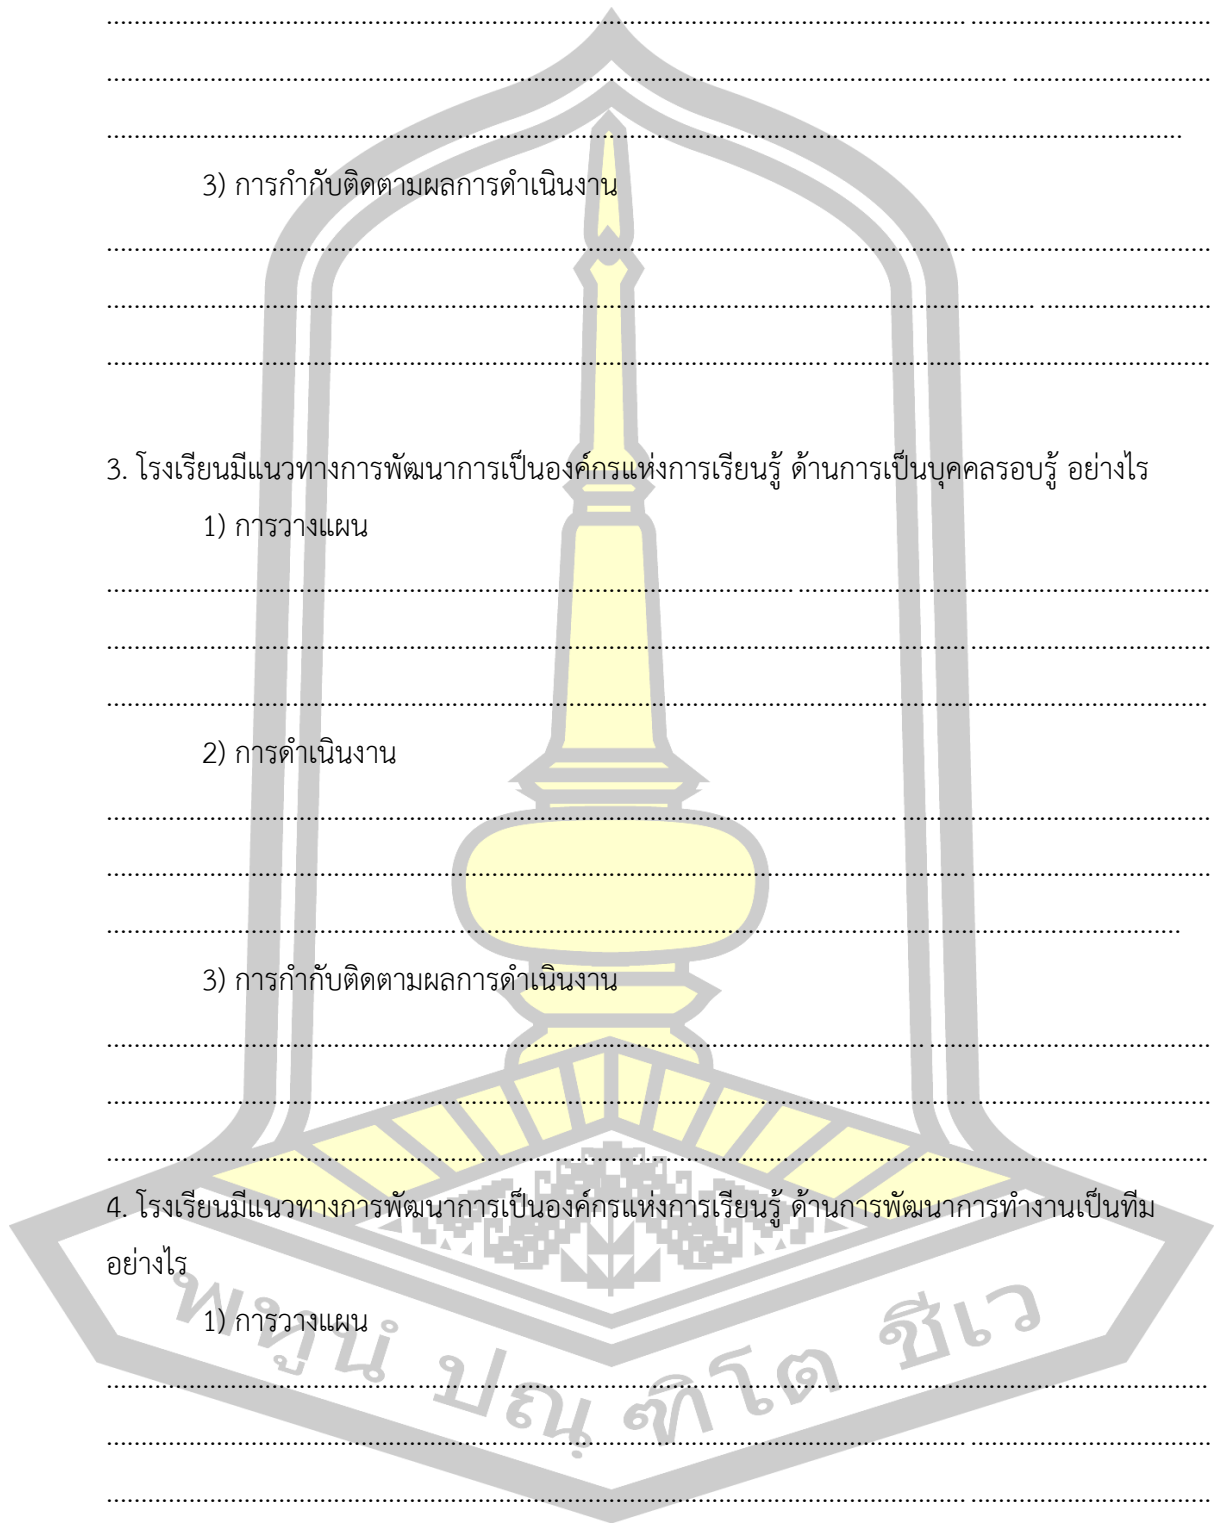 3) การกำกับติดตามผลการดำเนินงาน
3. โรงเรียนมีแนวทางการพัฒนาการเป็นองค์กรแห่งการเรียนรู้ ด้านการเป็นบุคคลรอบรู้ อย่างไร
1) การวางแผน
2) การดำเนินงาน
3) การกำกับติดตามผลการดำเนินงาน
4. โรงเรียนมีแนวทางการพัฒนาการเป็นองค์กรแห่งการเรียนรู้ ด้านการพัฒนาการทำงานเป็นทีม
อย่างไร
1) การวางแผน
พหูนํ ปณฺฑิโต ชีเว